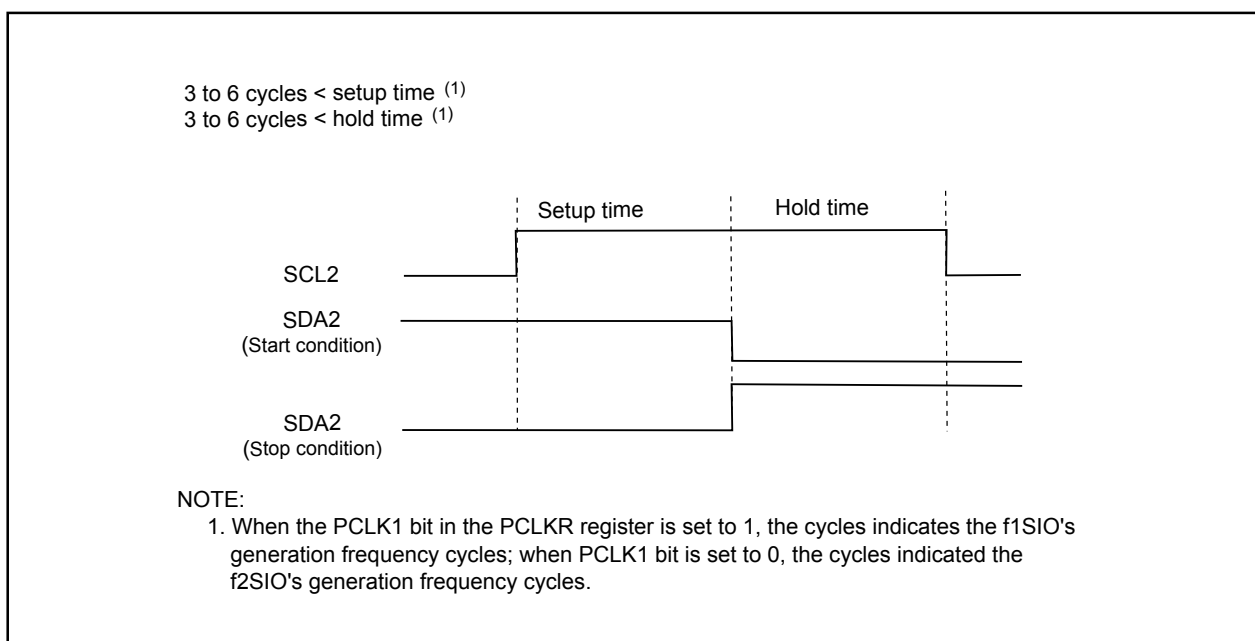 3 to 6 cycles < setup time (1)
3 to 6 cycles < hold time (1)
Setup time
Hold time
SCL2
SDA2
(Start condition)
SDA2
(Stop condition)
NOTE:
1. When the PCLK1 bit in the PCLKR register is set to 1, the cycles indicates the f1SIO's
generation frequency cycles; when PCLK1 bit is set to 0, the cycles indicated the
f2SIO's generation frequency cycles.